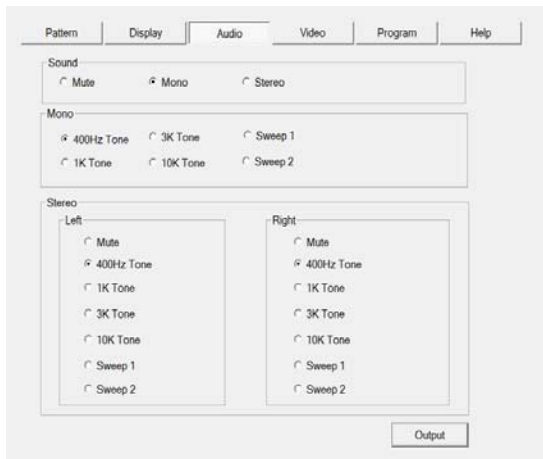 Pattern Display Audio Video Program Help
Sound
Mute Mono Stereo
Mono
400Hz Tone 3K Tone Sweep 1
1K Tone 10K Tone Sweep 2
Stereo
Left
Mute
400Hz Tone
1K Tone
3K Tone
10K Tone
Sweep 1
Sweep 2
Right
Mute
400Hz Tone
1K Tone
3K Tone
10K Tone
Sweep 1
Sweep 2
Output